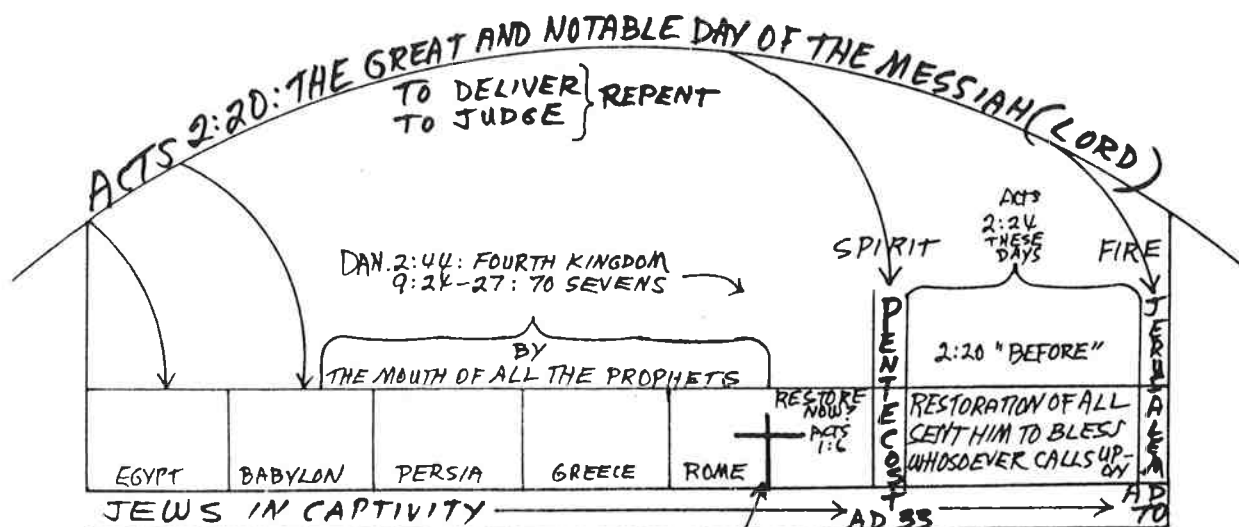 ACTS 2:20: THE GREAT AND NOTABLE DAY OF THE MESSIAH (LORD)
TO DELIVER
TO JUDGE
} REPENT
ACTS
2:24
THESE
DAYS
SPIRIT
FIRE
DAN. 2:44: FOURTH KINGDOM
9:24-27: 70 SEVENS
BY
THE MOUTH OF ALL THE PROPHETS
2:20 "BEFORE"
PENTECOST
JERUSALEM
RESTORE
NOW?
ACTS
1:6
RESTORATION OF ALL
SENT HIM TO BLESS
WHOSOEVER CALLS UP-
ON
EGYPT
BABYLON
PERSIA
GREECE
ROME
JEWS IN CAPTIVITY
AD 33
AD
70